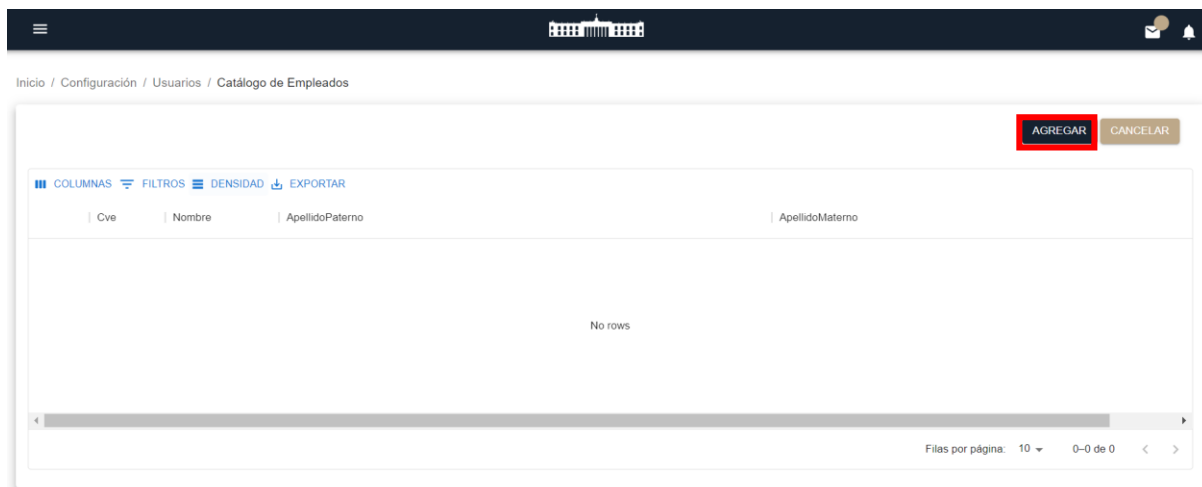 Inicio / Configuración / Usuarios / Catálogo de Empleados
AGREGAR CANCELAR
COLUMNAS FILTROS DENSIDAD EXPORTAR
Cve Nombre ApellidoPaterno ApellidoMaterno
No rows
Filas por página: 10 0–0 de 0